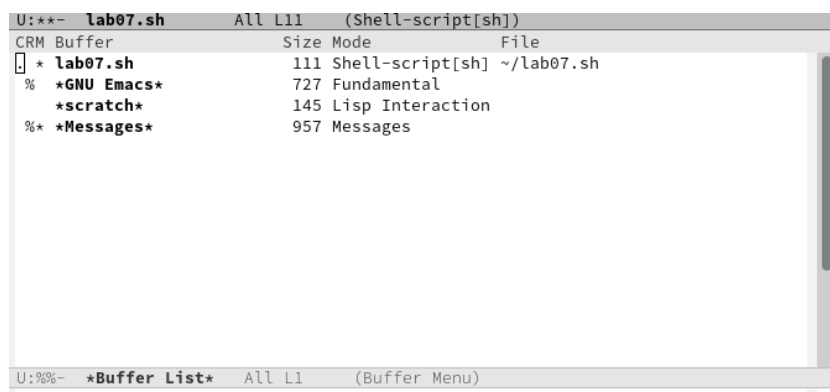 U:**-  lab07.sh       All L11    (Shell-script[sh])
CRM Buffer                 Size Mode             File
. * lab07.sh                111 Shell-script[sh] ~/lab07.sh
 %  *GNU Emacs*             727 Fundamental
    *scratch*               145 Lisp Interaction
 %* *Messages*              957 Messages
U:%%-  *Buffer List*   All L1     (Buffer Menu)